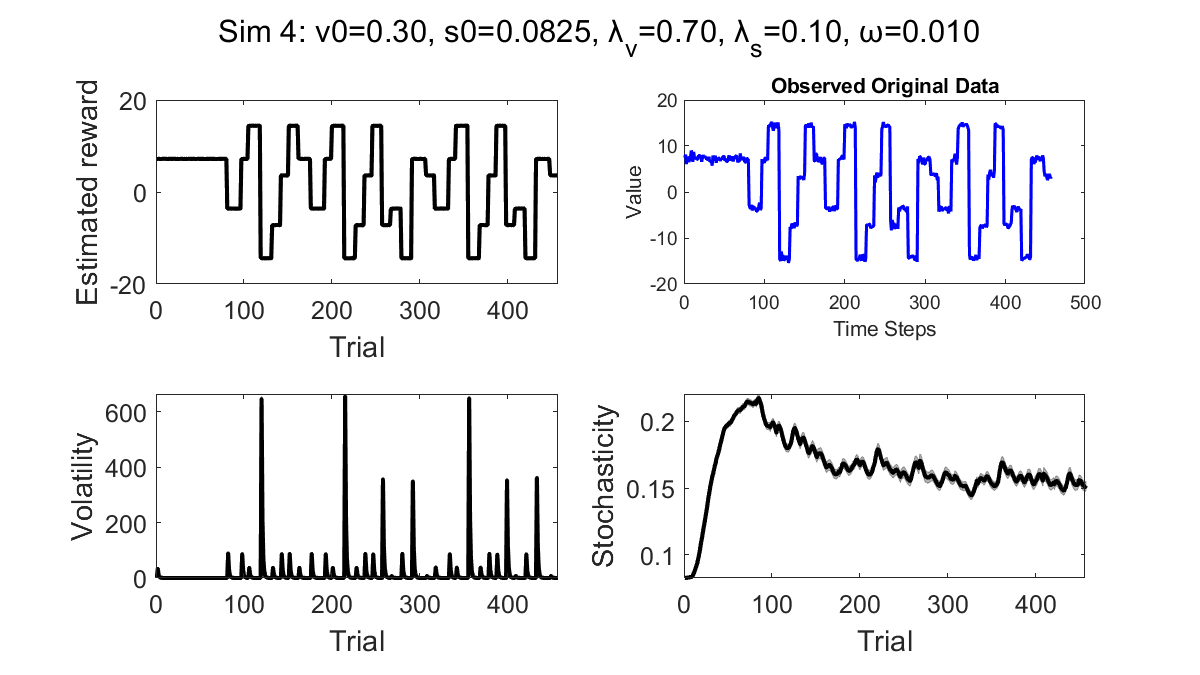 Sim 4: v0=0.30, s0=0.0825, λv=0.70, λs=0.10, ω=0.010
Estimated reward
20
0
-20
0 100 200 300 400
Trial
Observed Original Data
Value
20
10
0
-10
-20
0 100 200 300 400 500
Time Steps
Volatility
600
400
200
0
0 100 200 300 400
Trial
Stochasticity
0.2
0.15
0.1
0 100 200 300 400
Trial